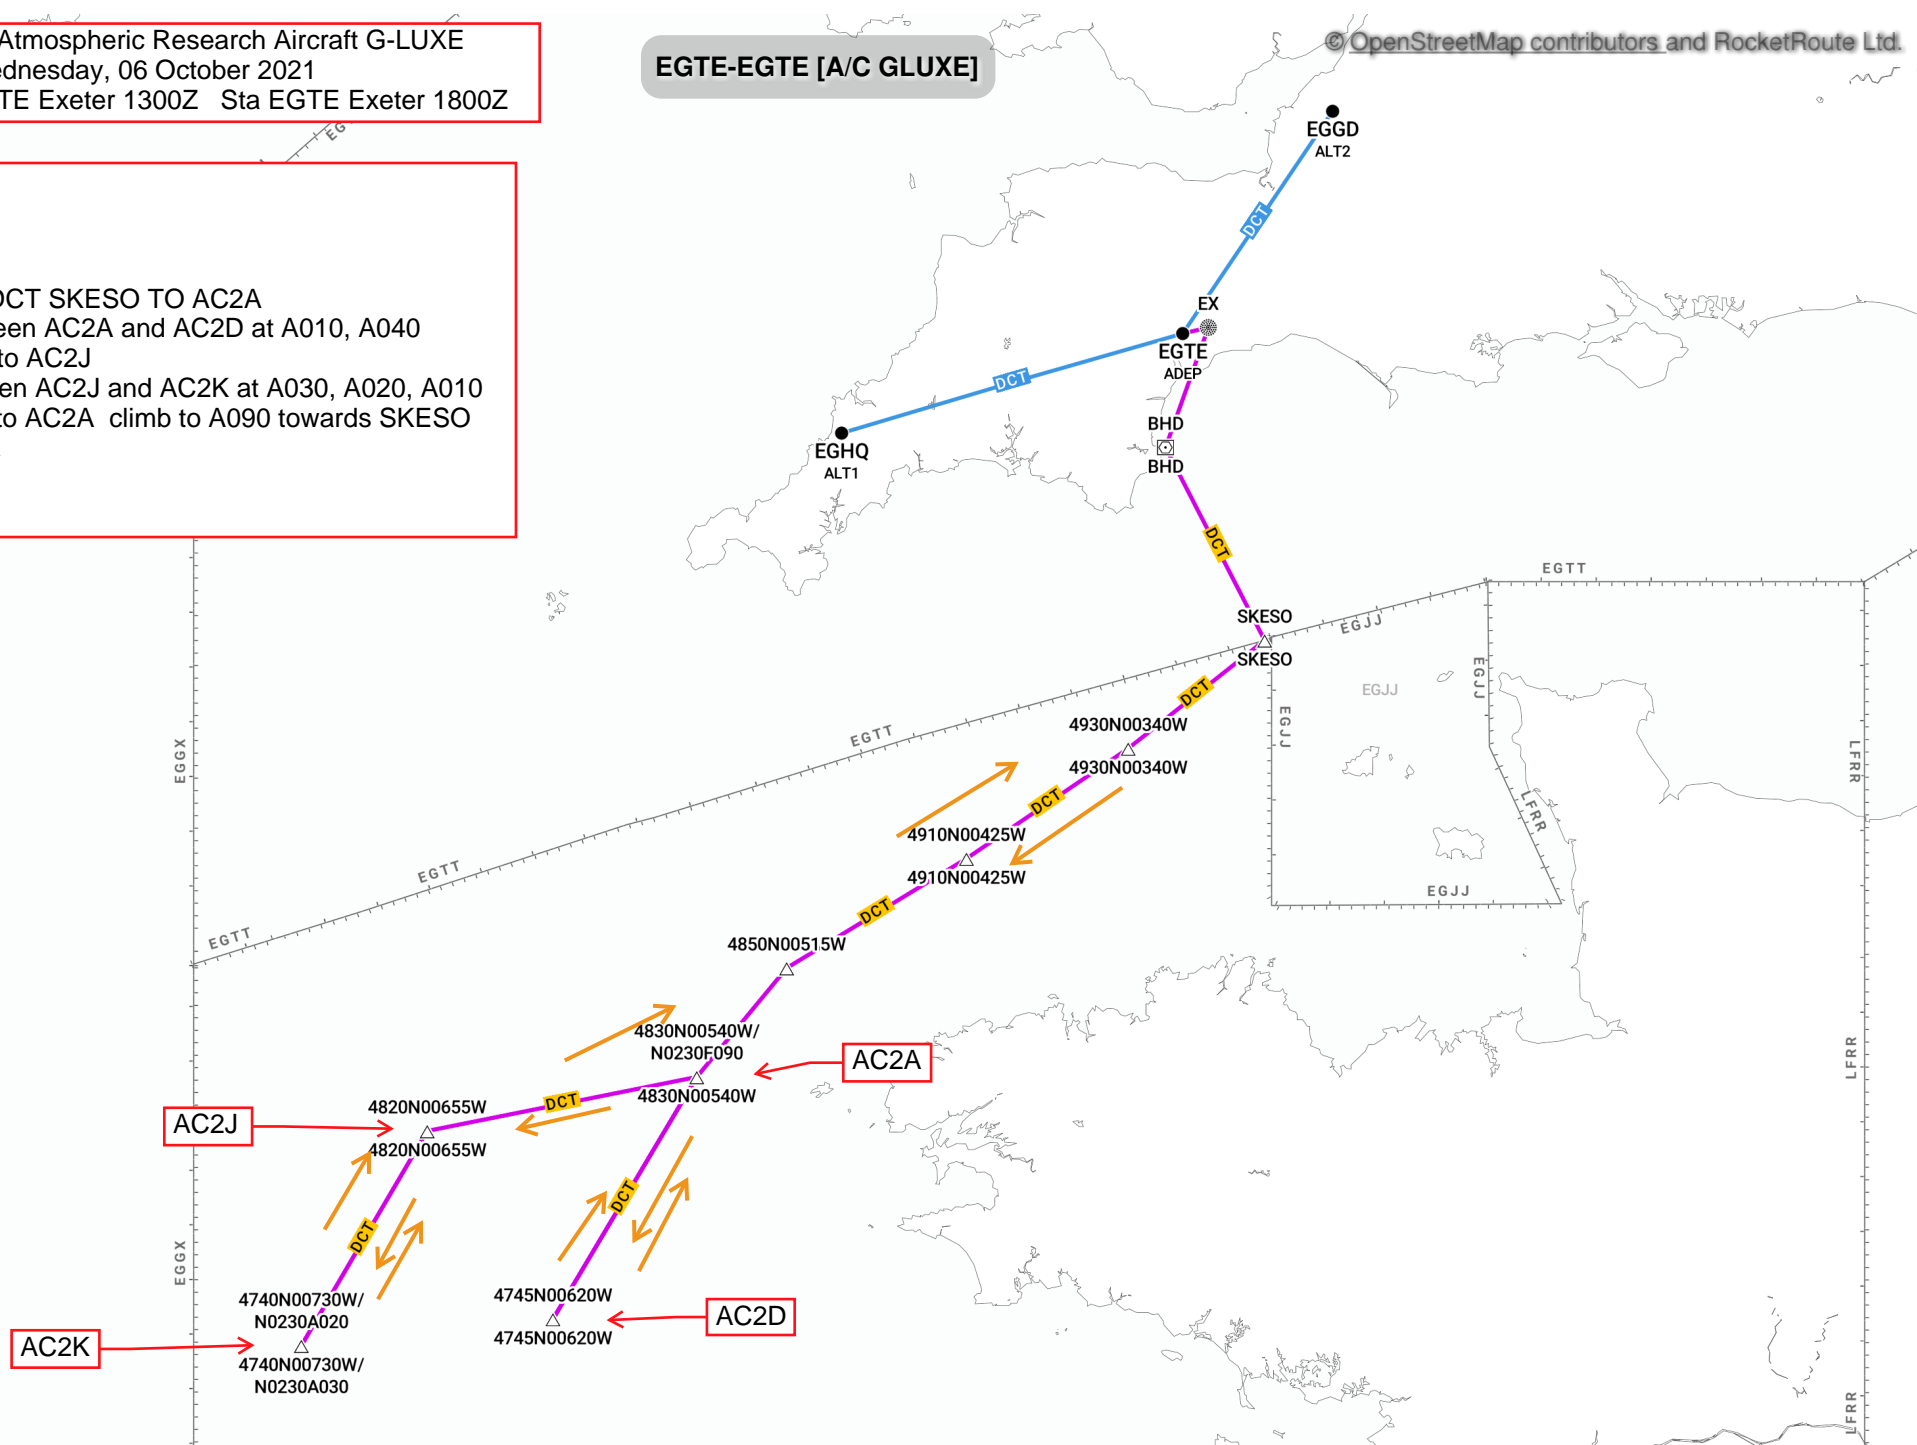 Atmospheric Research Aircraft G-LUXE
ednesday, 06 October 2021
TE Exeter 1300Z   Sta EGTE Exeter 1800Z
EGTE-EGTE [A/C GLUXE]
© OpenStreetMap contributors and RocketRoute Ltd.
EG
EGGD
ALT2
DCT
DCT SKESO TO AC2A
een AC2A and AC2D at A010, A040
to AC2J
en AC2J and AC2K at A030, A020, A010
to AC2A  climb to A090 towards SKESO
EX
EGTE
ADEP
DCT
BHD
BHD
EGHQ
ALT1
DCT
EGTT
SKESO
SKESO
EGJJ
EGJJ
EGJJ
EGJJ
DCT
4930N00340W
4930N00340W
EGTT
EGGX
LFRR
DCT
LFRR
4910N00425W
4910N00425W
EGTT
EGJJ
DCT
EGTT
4850N00515W
4830N00540W/
N0230F090
4830N00540W
AC2A
LFRR
DCT
4820N00655W
4820N00655W
AC2J
DCT
DCT
EGGX
4740N00730W/
N0230A020
4740N00730W/
N0230A030
AC2K
4745N00620W
4745N00620W
AC2D
LFRR